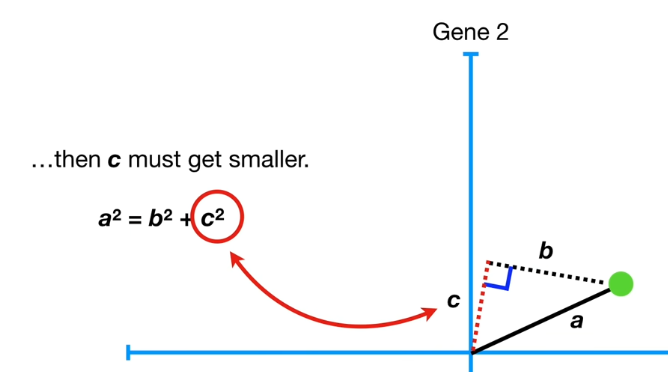 Gene 2
…then c must get smaller.
a² = b² + c²
b
c
a